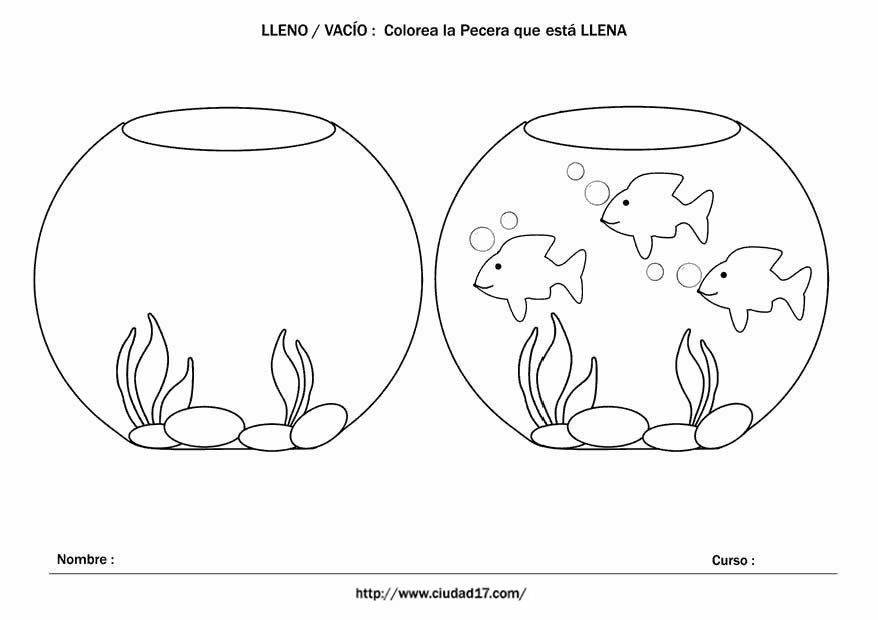 LLENO / VACÍO : Colorea la Pecera que está LLENA
Nombre :
Curso :
http://www.ciudad17.com/